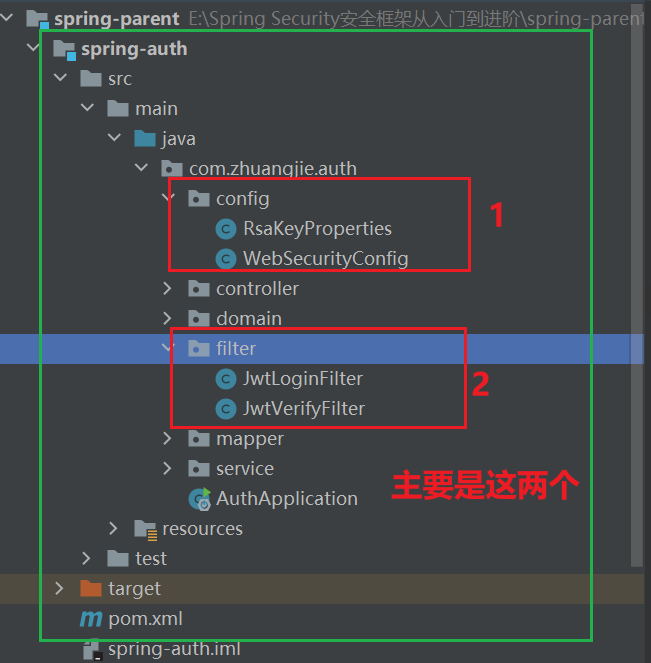 spring-parent E:\Spring Security安全框架从入门到进阶\spring-parent
spring-auth
src
main
java
com.zhuangjie.auth
config
1
RsaKeyProperties
WebSecurityConfig
controller
domain
filter
JwtLoginFilter
2
JwtVerifyFilter
mapper
service
主要是这两个
AuthApplication
resources
test
target
pom.xml
spring-auth.iml